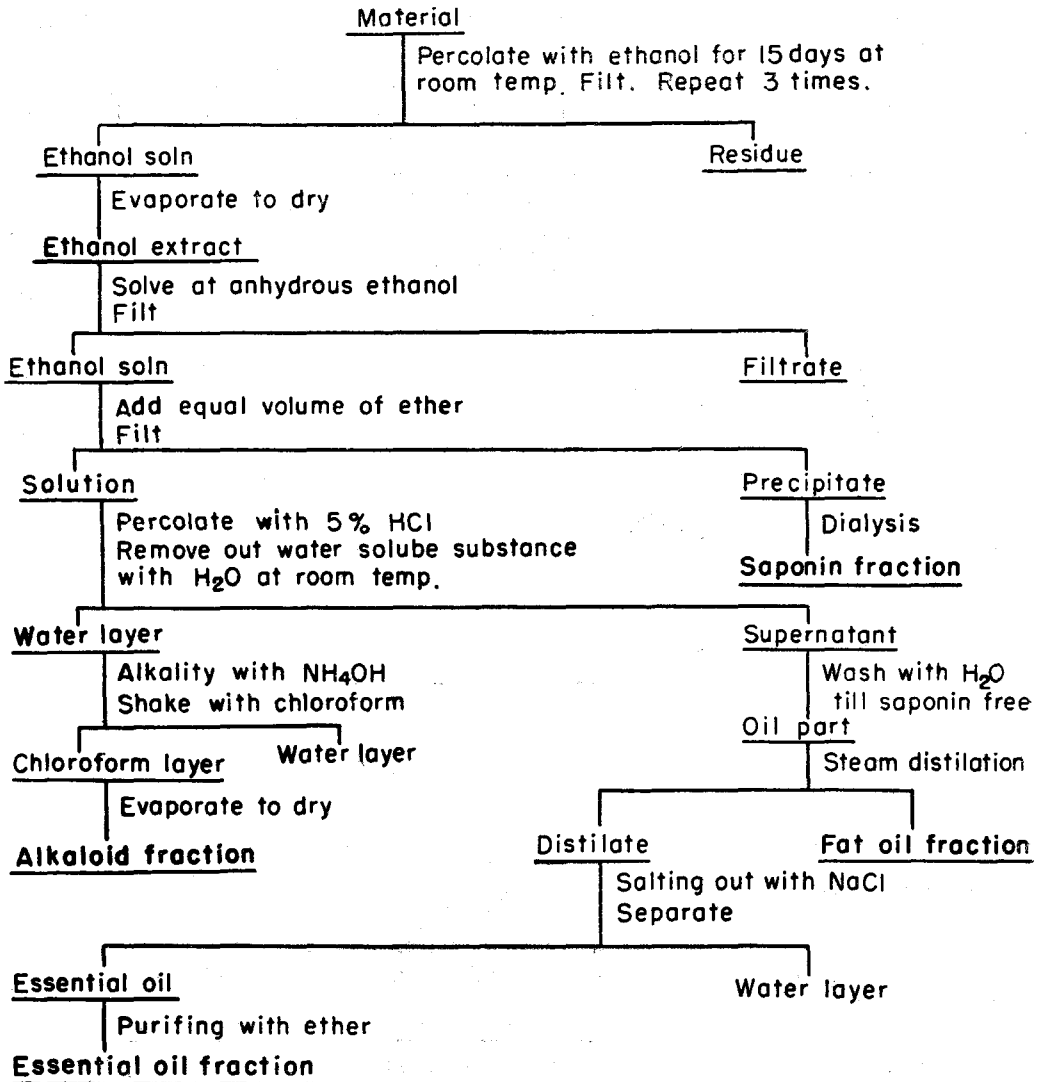 Material
Percolate with ethanol for 15 days at
room temp. Filt. Repeat 3 times.
Ethanol soln
Residue
Evaporate to dry
Ethanol extract
Solve at anhydrous ethanol
Filt
Ethanol soln
Filtrate
Add equal volume of ether
Filt
Solution
Precipitate
Percolate with 5% HCl
Remove out water solube substance
with H₂O at room temp.
Dialysis
Saponin fraction
Water layer
Supernatant
Alkality with NH₄OH
Shake with chloroform
Wash with H₂O
till saponin free
Chloroform layer
Water layer
Oil part
Evaporate to dry
Steam distilation
Alkaloid fraction
Distilate
Fat oil fraction
Salting out with NaCl
Separate
Essential oil
Water layer
Purifing with ether
Essential oil fraction